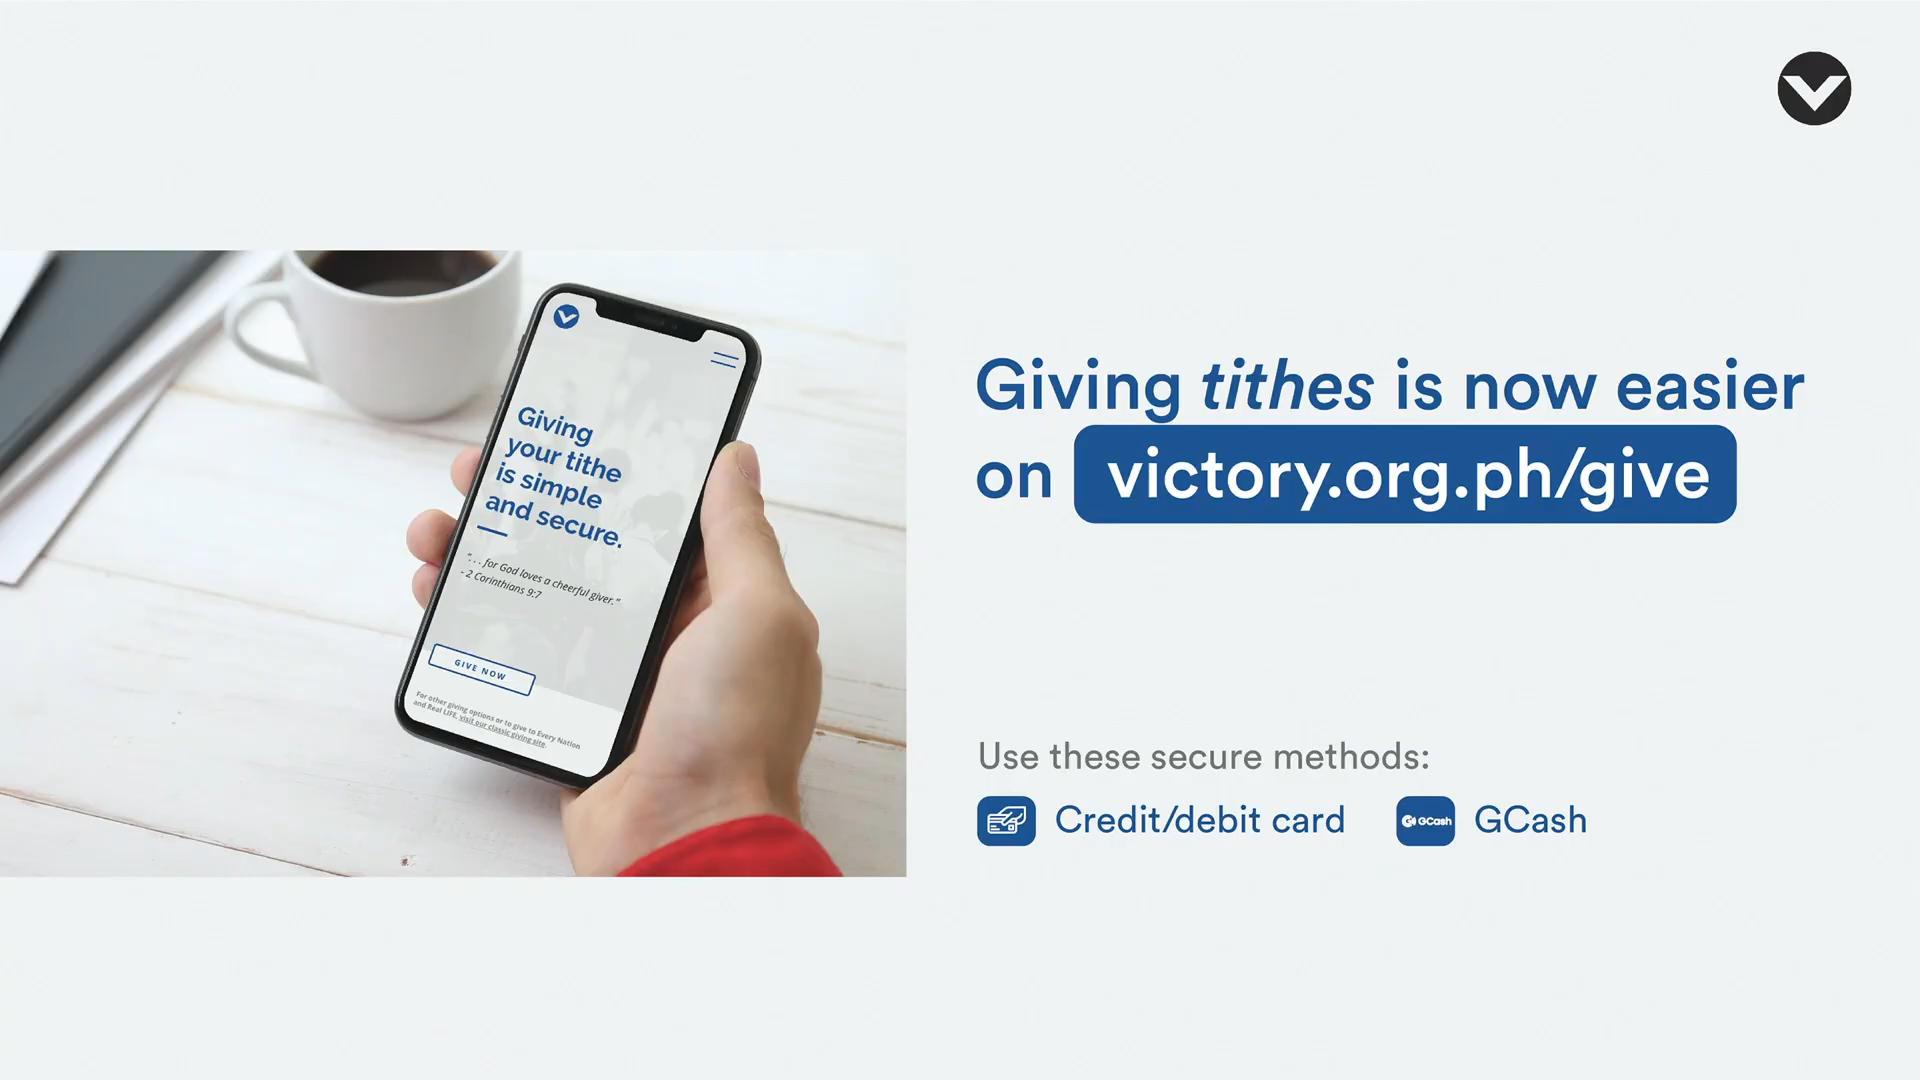 Giving
your tithe
is simple
and secure.
". . . for God loves a cheerful giver."
- 2 Corinthians 9:7
GIVE NOW
For other giving options or to give to Every Nation
and Real LIFE, visit our classic giving site.
Giving tithes is now easier
on victory.org.ph/give
Use these secure methods:
Credit/debit card
GCash
GCash